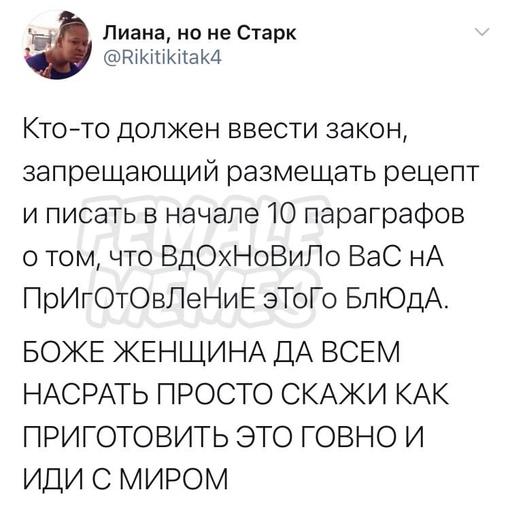 Лиана, но не Старк
@Rikitikitak4
Кто-то должен ввести закон,
запрещающий размещать рецепт
и писать в начале 10 параграфов
о том, что ВдОхНоВиЛо ВаС нА
ПрИгОтОвЛеНиЕ эТоГо БлЮдА.
БОЖЕ ЖЕНЩИНА ДА ВСЕМ
НАСРАТЬ ПРОСТО СКАЖИ КАК
ПРИГОТОВИТЬ ЭТО ГОВНО И
ИДИ С МИРОМ
FEMALE
MEMES